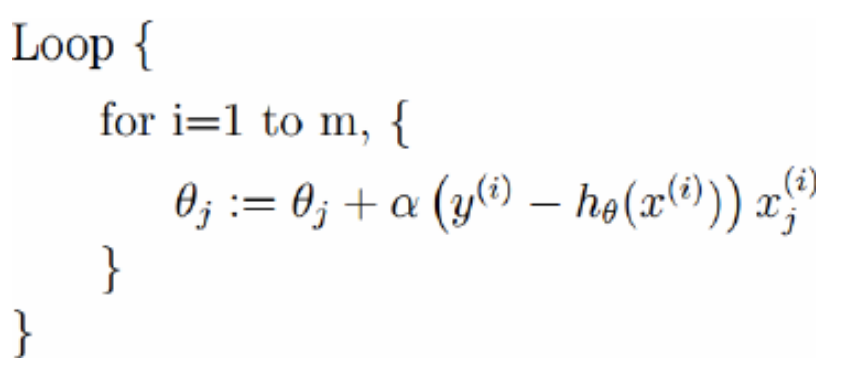 Loop {
for i=1 to m, {
θ_j := θ_j + α (y^{(i)} − h_θ(x^{(i)})) x_j^{(i)}
}
}